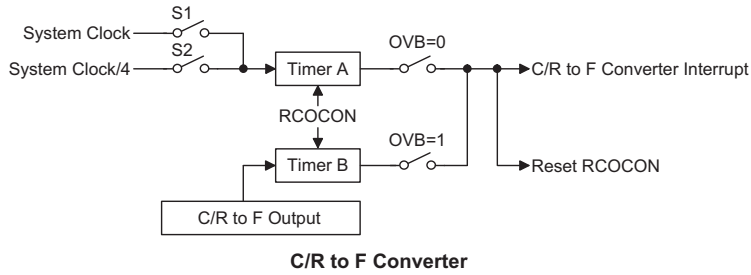 S1
System Clock
OVB=0
S2
System Clock/4
Timer A
C/R to F Converter Interrupt
RCOCON
OVB=1
Timer B
Reset RCOCON
C/R to F Output
C/R to F Converter